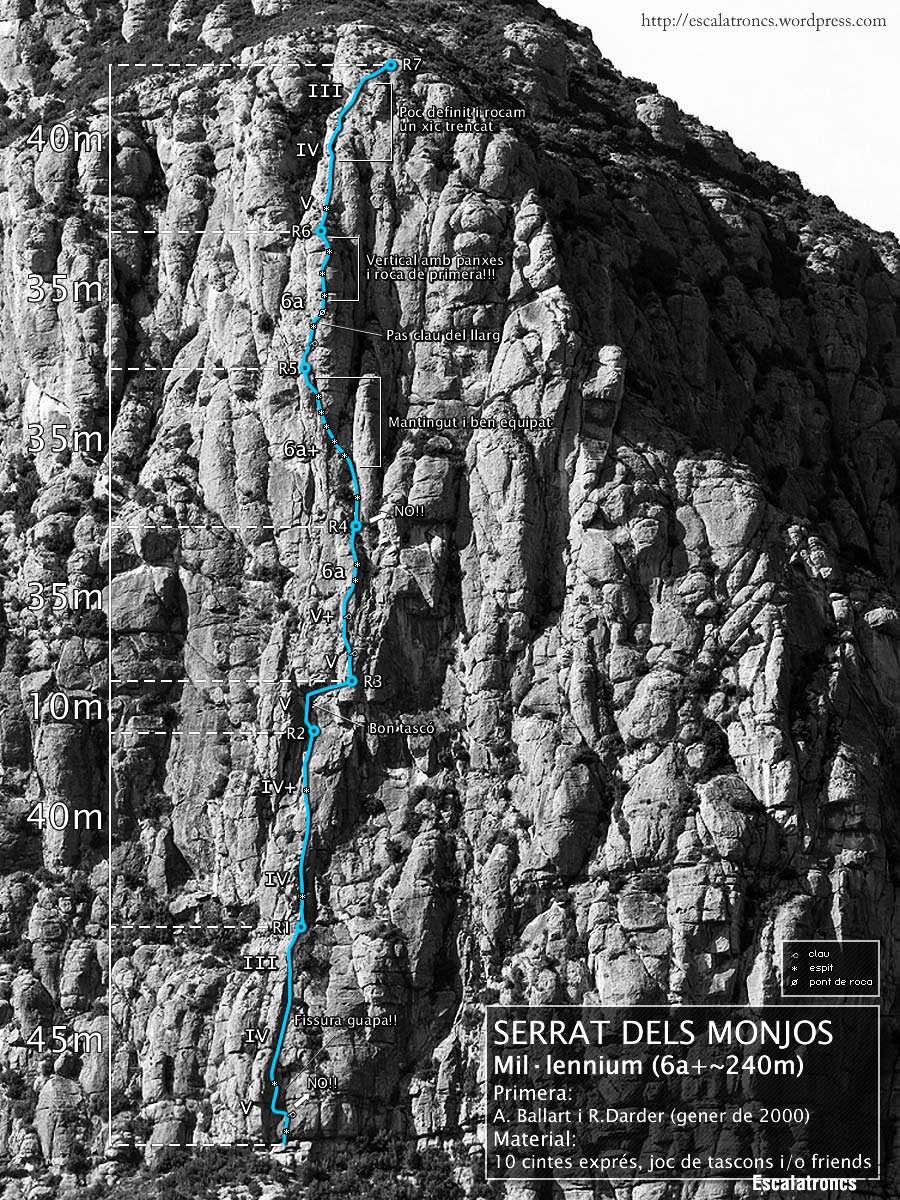 http://escalatroncs.wordpress.com
R7
III
Poc definit i rocam
un xic trencat
40m
IV
V
R6
Vertical amb panxes
i roca de primera!!!
35m
6a
Pas clau del llarg
R5
Mantingut i ben equipat
35m
6a+
NO!!
R4
6a
35m
V+
V
R3
10m
V
Bon tascó
R2
IV+
40m
IV
R1
III
clau
espit
pont de roca
Fissura guapa!!
45m
IV
SERRAT DELS MONJOS
Mil·lennium (6a+~240m)
NO!!
Primera:
V
A. Ballart i R.Darder (gener de 2000)
Material:
10 cintes exprés, joc de tascons i/o friends
Escalatroncs